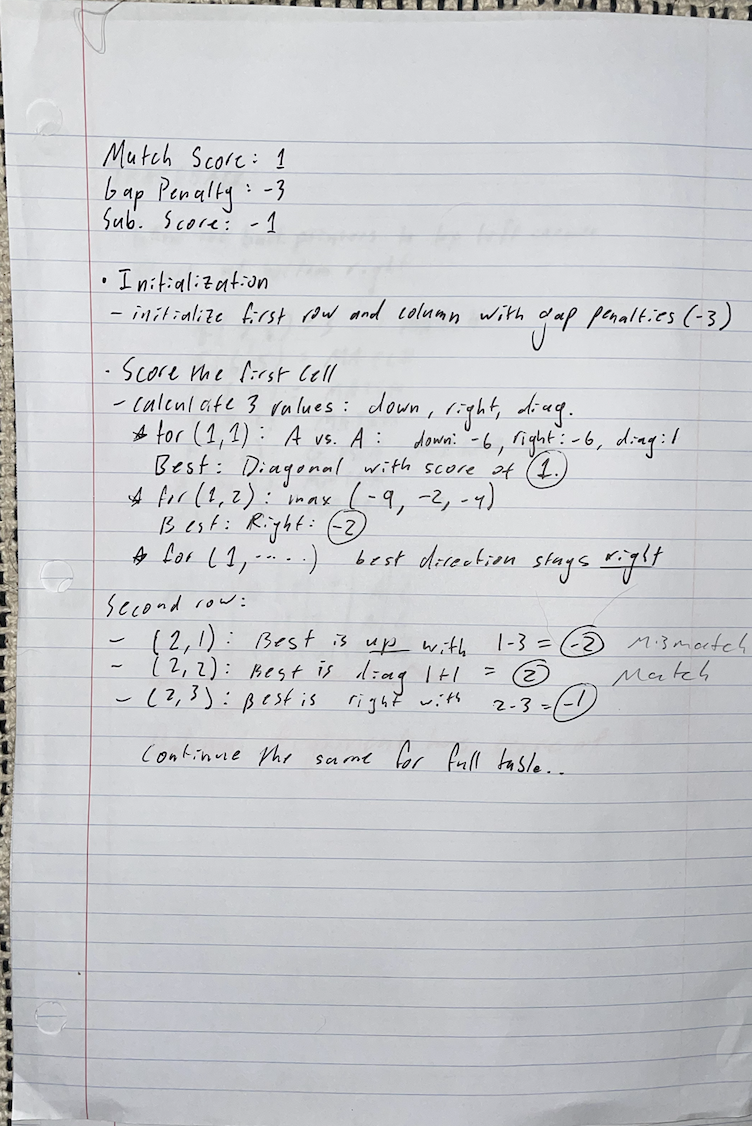 Match Score: 1
Gap Penalty: -3
Sub. Score: -1
• Initialization
- initialize first row and column with gap penalties (-3)
• Score the first cell
- calculate 3 values: down, right, diag.
* for (1,1): A vs. A: down: -6, right: -6, diag: 1
Best: Diagonal with score of 1.
* for (1,2): max (-9, -2, -4)
Best: Right: -2
* for (1, .....) best direction stays right
Second row:
- (2,1): Best is up with 1-3 = -2 Mismatch
- (2,2): Best is diag 1+1 = 2 Match
- (2,3): Best is right with 2-3 = -1
Continue the same for full table...